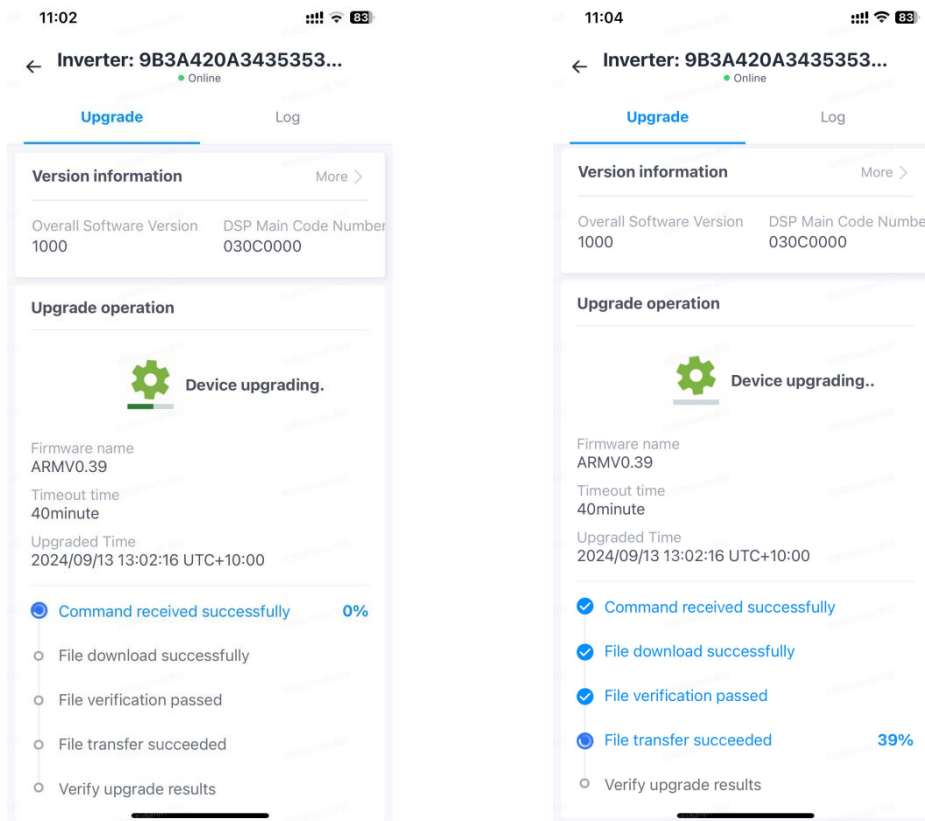 11:02
83
Inverter: 9B3A420A3435353...
Online
Upgrade
Log
Version information
More
Overall Software Version
DSP Main Code Number
1000
030C0000
Upgrade operation
Device upgrading.
Firmware name
ARMV0.39
Timeout time
40minute
Upgraded Time
2024/09/13 13:02:16 UTC+10:00
Command received successfully
0%
File download successfully
File verification passed
File transfer succeeded
Verify upgrade results
11:04
83
Inverter: 9B3A420A3435353...
Online
Upgrade
Log
Version information
More
Overall Software Version
DSP Main Code Numbe
1000
030C0000
Upgrade operation
Device upgrading..
Firmware name
ARMV0.39
Timeout time
40minute
Upgraded Time
2024/09/13 13:02:16 UTC+10:00
Command received successfully
File download successfully
File verification passed
File transfer succeeded
39%
Verify upgrade results